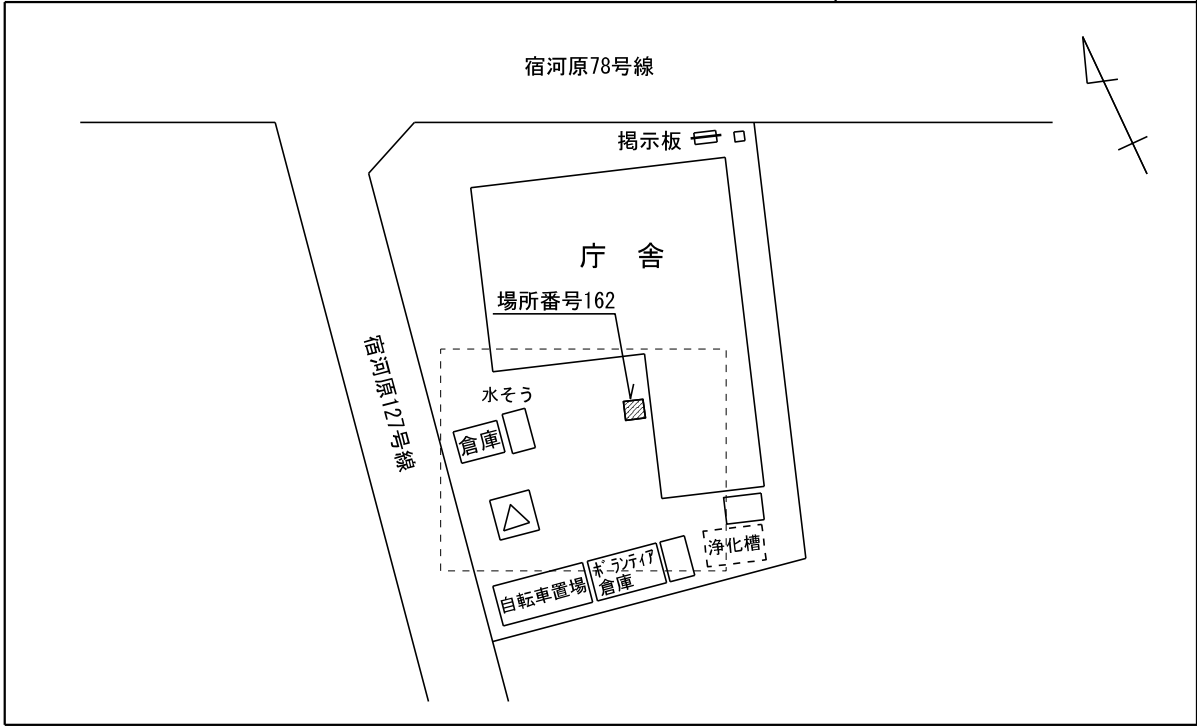 宿河原78号線
掲示板
庁 舎
場所番号162
宿河原127号線
水そう
倉庫
浄化槽
ボランティア
倉庫
自転車置場